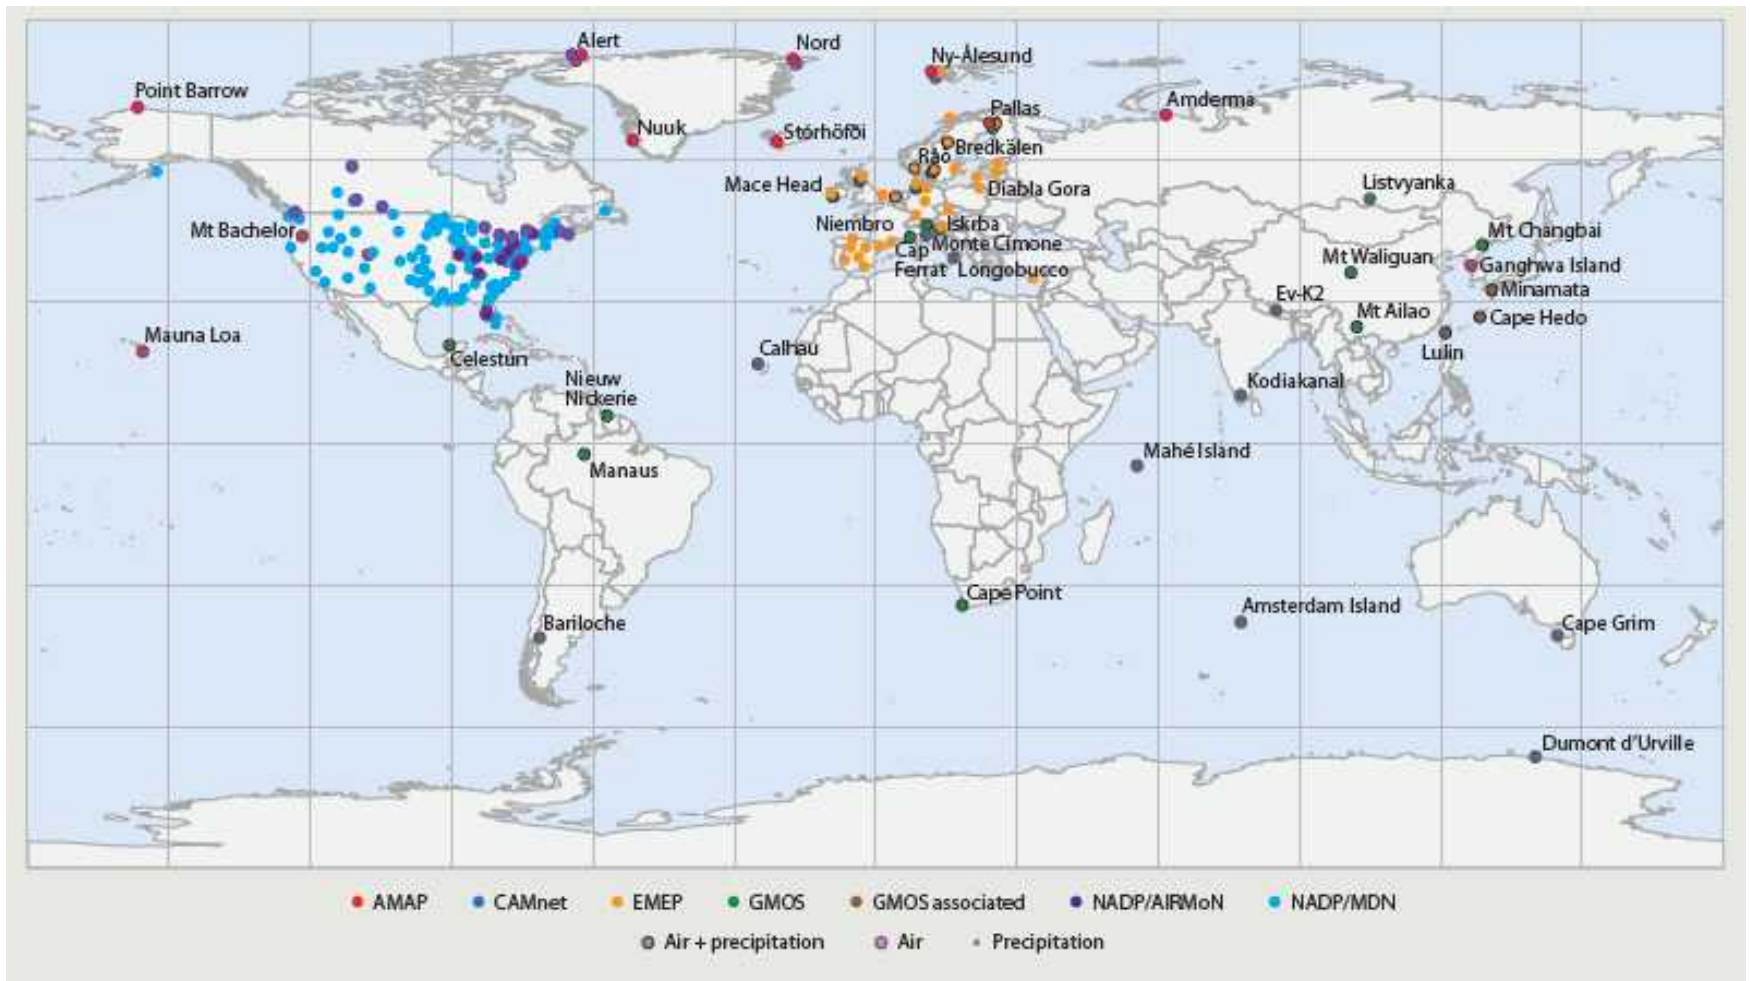 Alert
Nord
Ny-Ålesund
Point Barrow
Amderma
Pallas
Nuuk
Stórhöfði
Bredkälen
Råo
Mace Head
Diabla Gora
Listvyanka
Niembro
Iskrba
Mt Bachelor
Mt Changbai
Cap
Ferrat
Monte Cimone
Longobucco
Mt Waliguan
Ganghwa Island
Minamata
Ev-K2
Mt Ailao
Cape Hedo
Mauna Loa
Celestún
Calhau
Lulin
Nieuw
Nickerie
Kodiakanal
Manaus
Mahé Island
Cape Point
Amsterdam Island
Bariloche
Cape Grim
Dumont d'Urville
AMAP CAMnet EMEP GMOS GMOS associated NADP/AIRMoN NADP/MDN
Air + precipitation Air Precipitation